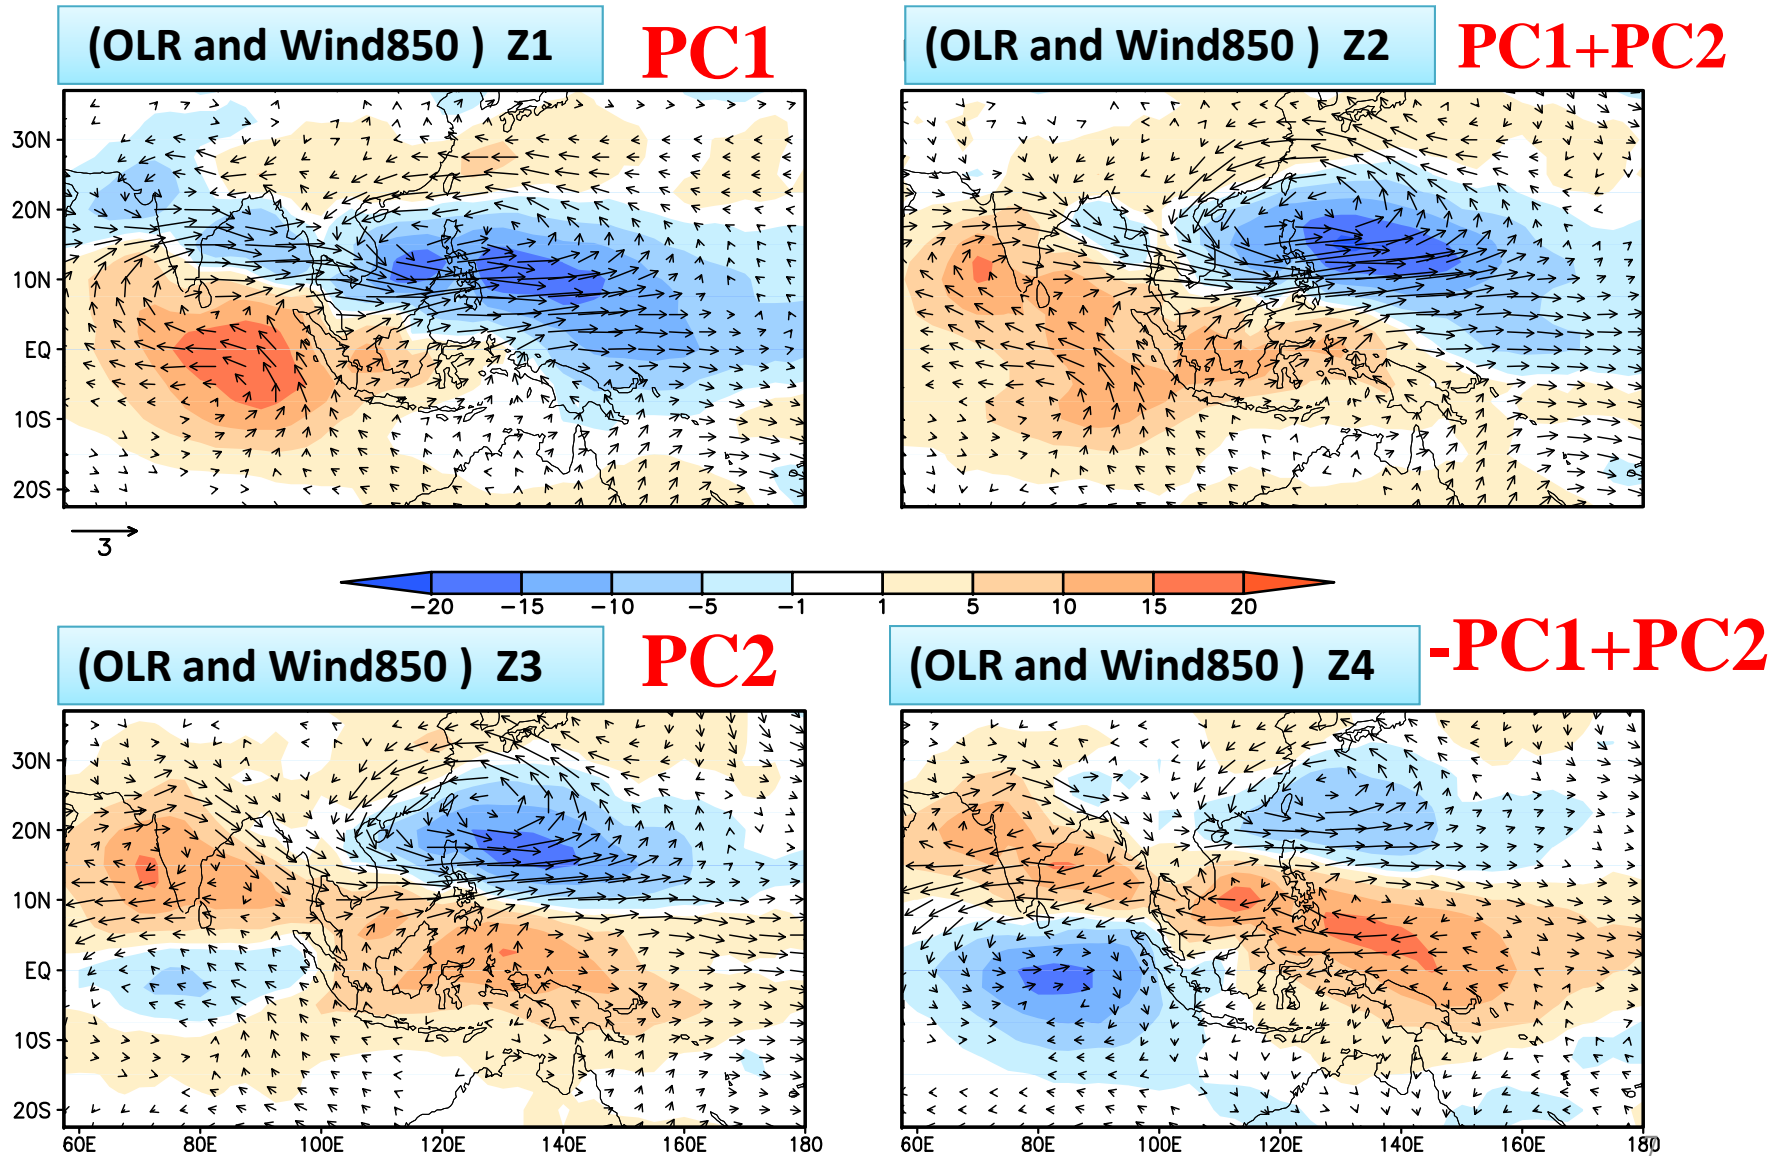 (OLR and Wind850 ) Z1 PC1
(OLR and Wind850 ) Z2 PC1+PC2
30N
20N
10N
EQ
10S
20S
3
-20 -15 -10 -5 -1 1 5 10 15 20
(OLR and Wind850 ) Z3 PC2
(OLR and Wind850 ) Z4 -PC1+PC2
30N
20N
10N
EQ
10S
20S
60E 80E 100E 120E 140E 160E 180
60E 80E 100E 120E 140E 160E 180